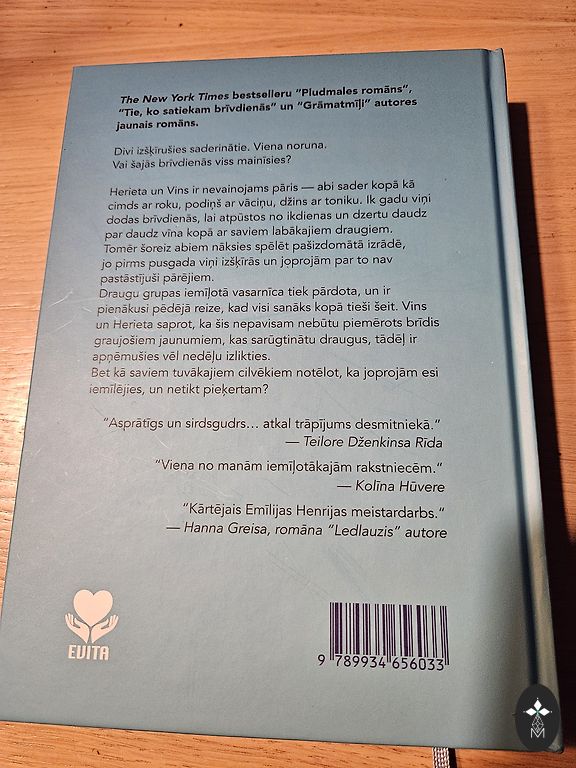 The New York Times bestselleru “Pludmales romāns”,
“Tie, ko satiekam brīvdienās” un “Grāmatmīļi” autores
jaunais romāns.
Divi izšķīrušies saderinātie. Viena noruna.
Vai šajās brīvdienās viss mainīsies?
Herieta un Vins ir nevainojams pāris — abi sader kopā kā
cimds ar roku, podiņš ar vāciņu, džins ar toniku. Ik gadu viņi
dodas brīvdienās, lai atpūstos no ikdienas un dzertu daudz
par daudz vīna kopā ar saviem labākajiem draugiem.
Tomēr šoreiz abiem nāksies spēlēt pašizdomātā izrādē,
jo pirms pusgada viņi izšķīrās un joprojām par to nav
pastāstījuši pārējiem.
Draugu grupas iemīļotā vasarnīca tiek pārdota, un ir
pienākusi pēdējā reize, kad visi sanāks kopā tieši šeit. Vins
un Herieta saprot, ka šis nepavisam nebūtu piemērots brīdis
graujošiem jaunumiem, kas sarūgtinātu draugus, tādēļ ir
apņēmušies vēl nedēļu izlikties.
Bet kā saviem tuvākajiem cilvēkiem notēlot, ka joprojām esi
iemīlējies, un netikt pieķertam?
“Asprātīgs un sirdsgudrs... atkal trāpījums desmitniekā.”
— Teilore Dženkinsa Rīda
“Viena no manām iemīļotākajām rakstniecēm.“
— Kolīna Hūvere
“Kārtējais Emīlijas Henrijas meistardarbs.“
— Hanna Greisa, romāna “Ledlauzis” autore
EVITA
9 789934 656033
M